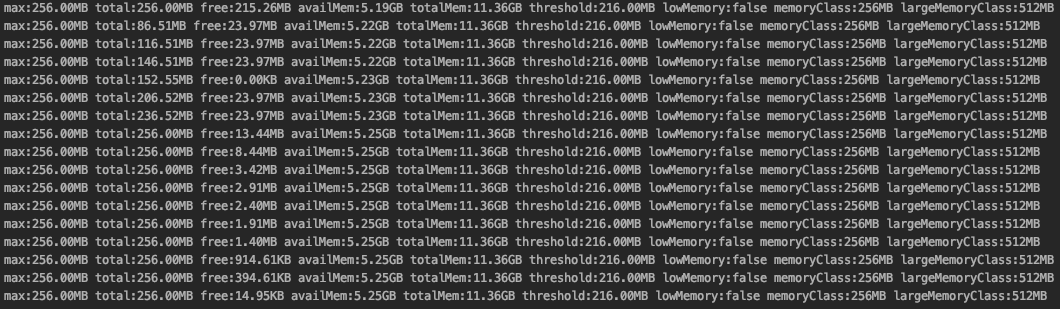 max:256.00MB total:256.00MB free:215.26MB availMem:5.19GB totalMem:11.36GB threshold:216.00MB lowMemory:false memoryClass:256MB largeMemoryClass:512MB
max:256.00MB total:86.51MB free:23.97MB availMem:5.22GB totalMem:11.36GB threshold:216.00MB lowMemory:false memoryClass:256MB largeMemoryClass:512MB
max:256.00MB total:116.51MB free:23.97MB availMem:5.22GB totalMem:11.36GB threshold:216.00MB lowMemory:false memoryClass:256MB largeMemoryClass:512MB
max:256.00MB total:146.51MB free:23.97MB availMem:5.22GB totalMem:11.36GB threshold:216.00MB lowMemory:false memoryClass:256MB largeMemoryClass:512MB
max:256.00MB total:152.55MB free:0.00KB availMem:5.23GB totalMem:11.36GB threshold:216.00MB lowMemory:false memoryClass:256MB largeMemoryClass:512MB
max:256.00MB total:206.52MB free:23.97MB availMem:5.23GB totalMem:11.36GB threshold:216.00MB lowMemory:false memoryClass:256MB largeMemoryClass:512MB
max:256.00MB total:236.52MB free:23.97MB availMem:5.23GB totalMem:11.36GB threshold:216.00MB lowMemory:false memoryClass:256MB largeMemoryClass:512MB
max:256.00MB total:256.00MB free:13.44MB availMem:5.25GB totalMem:11.36GB threshold:216.00MB lowMemory:false memoryClass:256MB largeMemoryClass:512MB
max:256.00MB total:256.00MB free:8.44MB availMem:5.25GB totalMem:11.36GB threshold:216.00MB lowMemory:false memoryClass:256MB largeMemoryClass:512MB
max:256.00MB total:256.00MB free:3.42MB availMem:5.25GB totalMem:11.36GB threshold:216.00MB lowMemory:false memoryClass:256MB largeMemoryClass:512MB
max:256.00MB total:256.00MB free:2.91MB availMem:5.25GB totalMem:11.36GB threshold:216.00MB lowMemory:false memoryClass:256MB largeMemoryClass:512MB
max:256.00MB total:256.00MB free:2.40MB availMem:5.25GB totalMem:11.36GB threshold:216.00MB lowMemory:false memoryClass:256MB largeMemoryClass:512MB
max:256.00MB total:256.00MB free:1.91MB availMem:5.25GB totalMem:11.36GB threshold:216.00MB lowMemory:false memoryClass:256MB largeMemoryClass:512MB
max:256.00MB total:256.00MB free:1.40MB availMem:5.25GB totalMem:11.36GB threshold:216.00MB lowMemory:false memoryClass:256MB largeMemoryClass:512MB
max:256.00MB total:256.00MB free:914.61KB availMem:5.25GB totalMem:11.36GB threshold:216.00MB lowMemory:false memoryClass:256MB largeMemoryClass:512MB
max:256.00MB total:256.00MB free:394.61KB availMem:5.25GB totalMem:11.36GB threshold:216.00MB lowMemory:false memoryClass:256MB largeMemoryClass:512MB
max:256.00MB total:256.00MB free:14.95KB availMem:5.25GB totalMem:11.36GB threshold:216.00MB lowMemory:false memoryClass:256MB largeMemoryClass:512MB